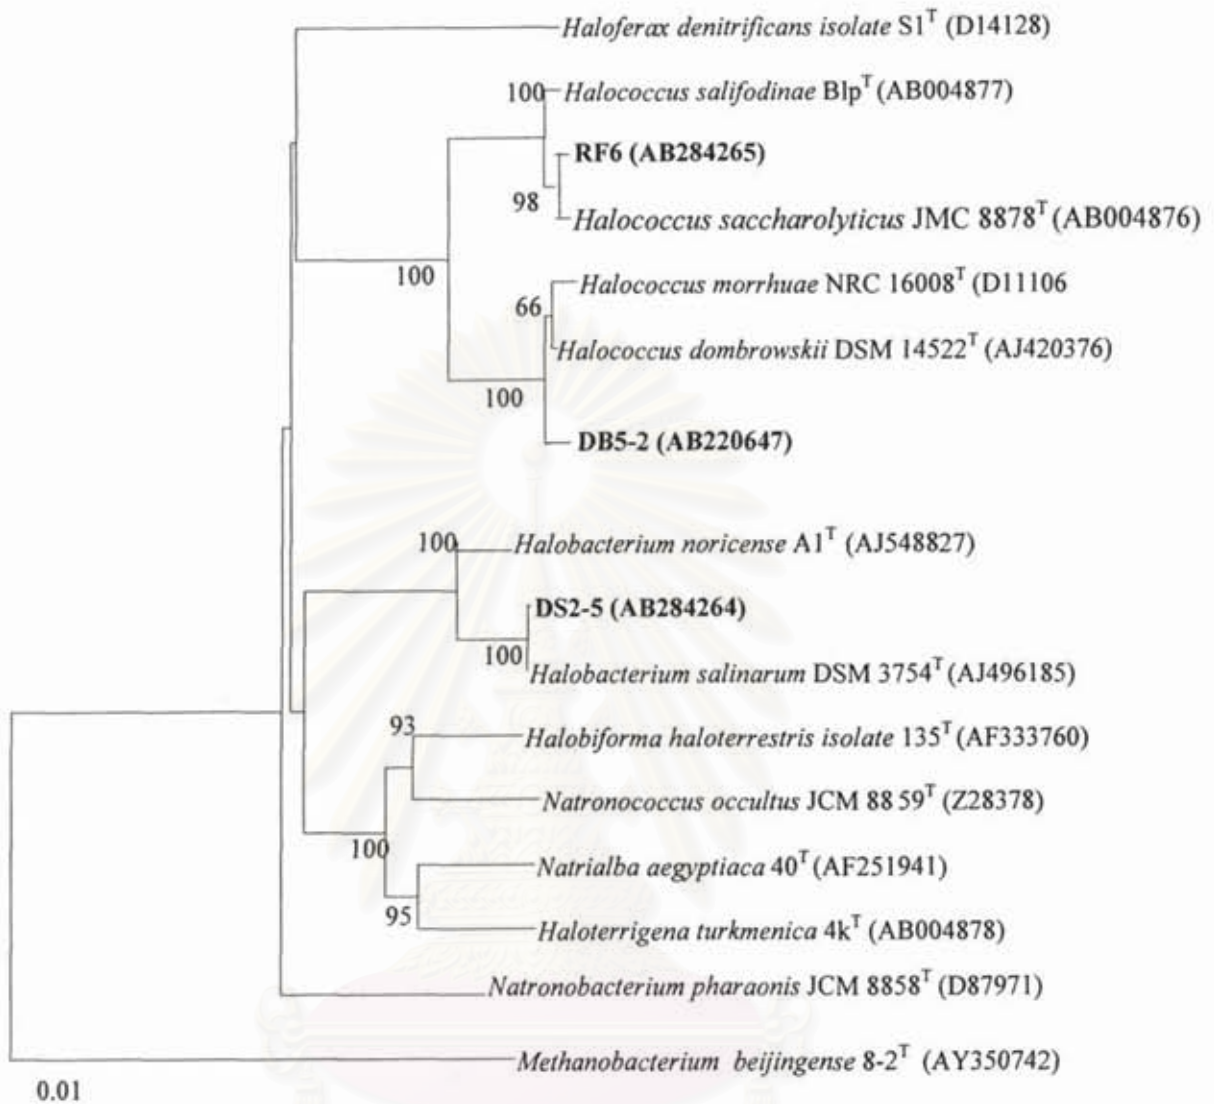 Haloferax denitrificans isolate S1ᵀ (D14128)
100 Halococcus salifodinae Blpᵀ (AB004877)
RF6 (AB284265)
98
Halococcus saccharolyticus JMC 8878ᵀ (AB004876)
100
Halococcus morrhuae NRC 16008ᵀ (D11106
66
Halococcus dombrowskii DSM 14522ᵀ (AJ420376)
100
DB5-2 (AB220647)
100 Halobacterium noricense A1ᵀ (AJ548827)
DS2-5 (AB284264)
100
Halobacterium salinarum DSM 3754ᵀ (AJ496185)
93
Halobiforma haloterrestris isolate 135ᵀ (AF333760)
Natronococcus occultus JCM 8859ᵀ (Z28378)
100
Natrialba aegyptiaca 40ᵀ (AF251941)
95
Haloterrigena turkmenica 4kᵀ (AB004878)
Natronobacterium pharaonis JCM 8858ᵀ (D87971)
Methanobacterium beijingense 8-2ᵀ (AY350742)
0.01